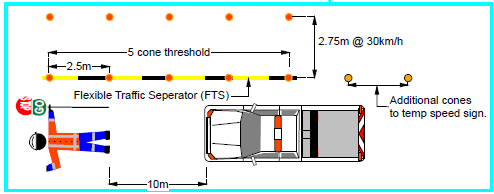 5 cone threshold
2.75m @ 30km/h
2.5m
Flexible Traffic Seperator (FTS)
Additional cones
to temp speed sign.
GO
10m